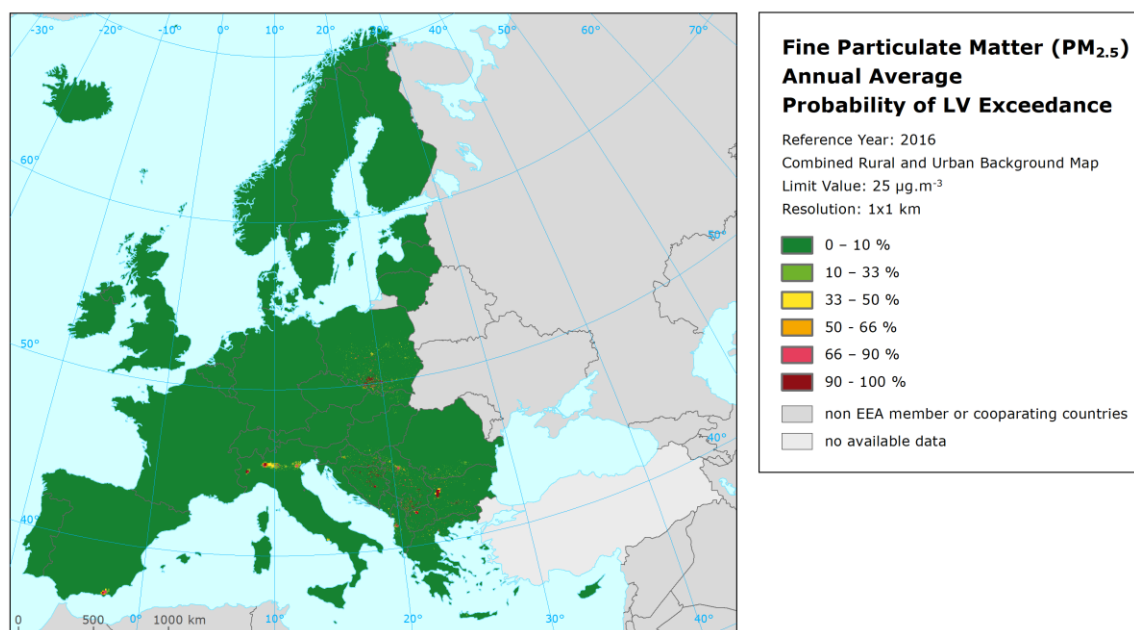 -30° -20° -10° 0° 10° 20° 30° 40° 50° 60° 70°
60°
50°
50°
40°
40°
0 500 0° 1000 km 10° 20° 30° 40°
Fine Particulate Matter (PM2.5)
Annual Average
Probability of LV Exceedance
Reference Year: 2016
Combined Rural and Urban Background Map
Limit Value: 25 µg.m-3
Resolution: 1x1 km
0 – 10 %
10 – 33 %
33 – 50 %
50 - 66 %
66 – 90 %
90 - 100 %
non EEA member or cooparating countries
no available data